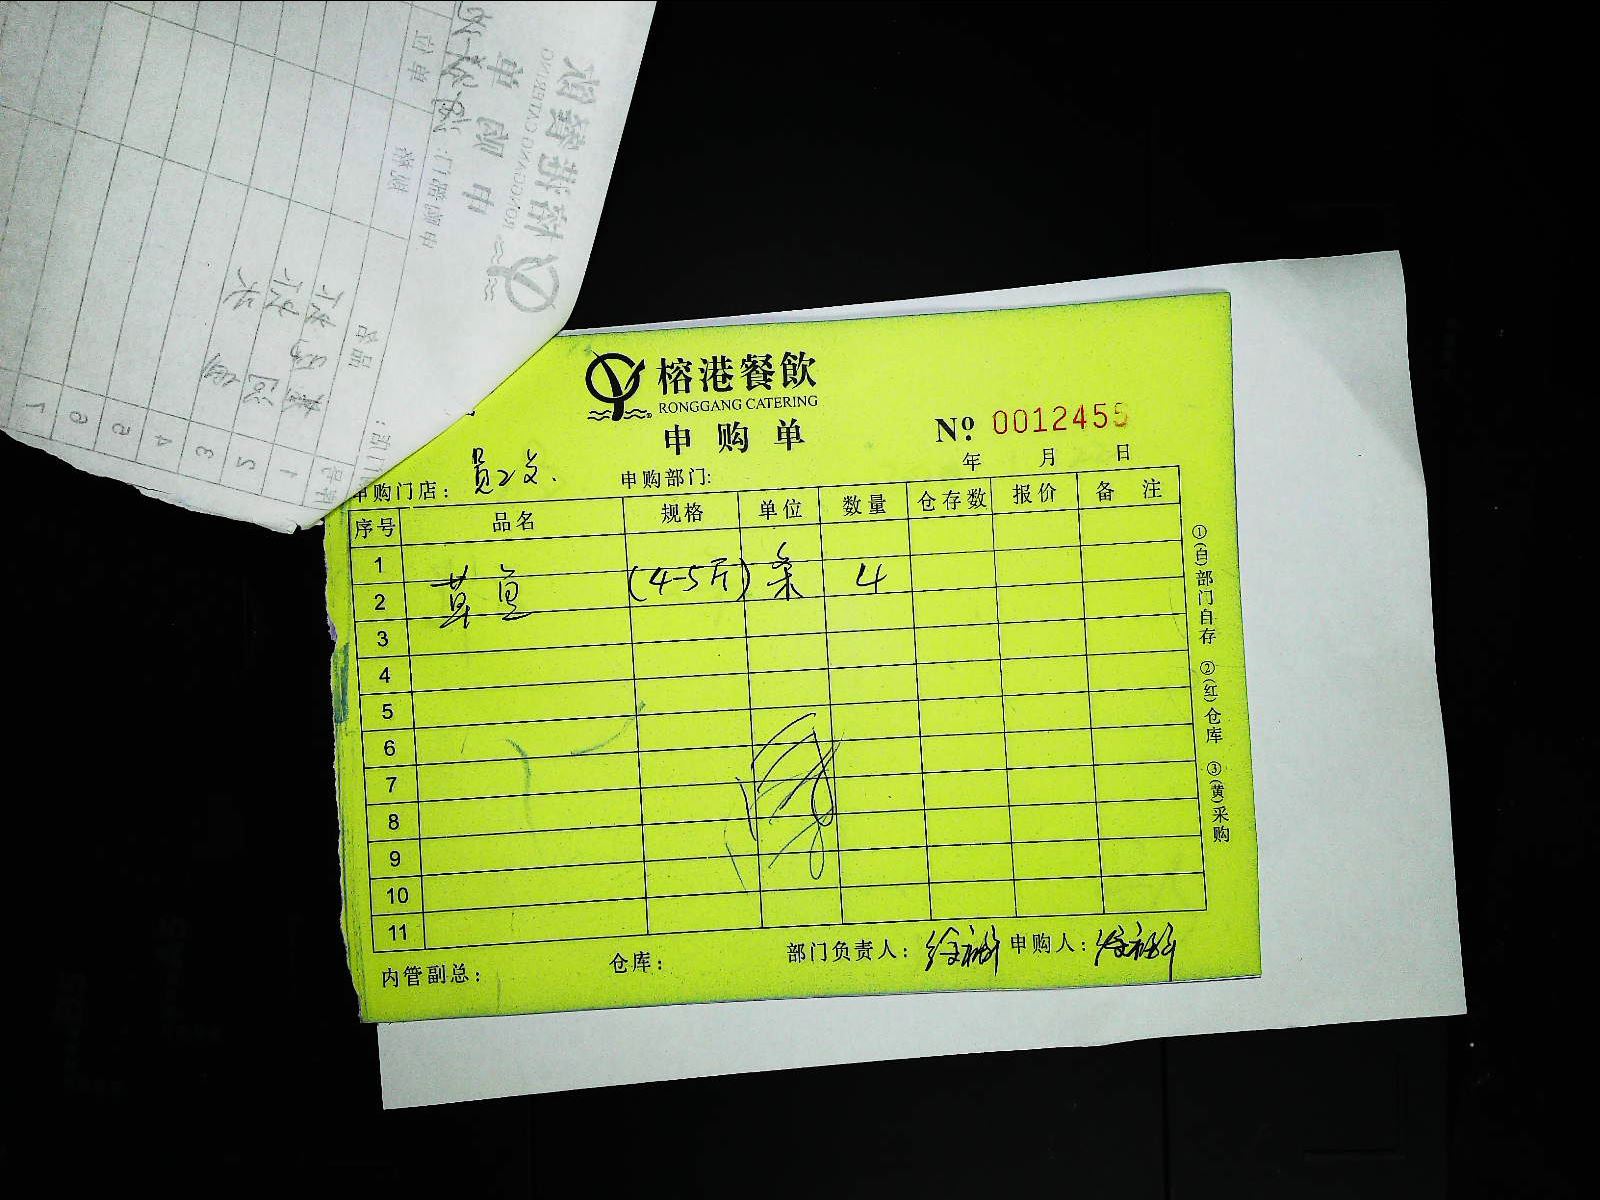 榕港餐飲
RONGGANG CATERING
申购单
Nº 0012455
年 月 日
申购门店： 员工文. 申购部门:
序号 品名 规格 单位 数量 仓存数 报价 备注
1
2 草鱼 (4-5斤) 条 4
3
4
5
6
7
8
9
10
11
内管副总： 仓库： 部门负责人： 申购人：
①(白)部门自存 ②(红)仓库 ③(黄)采购